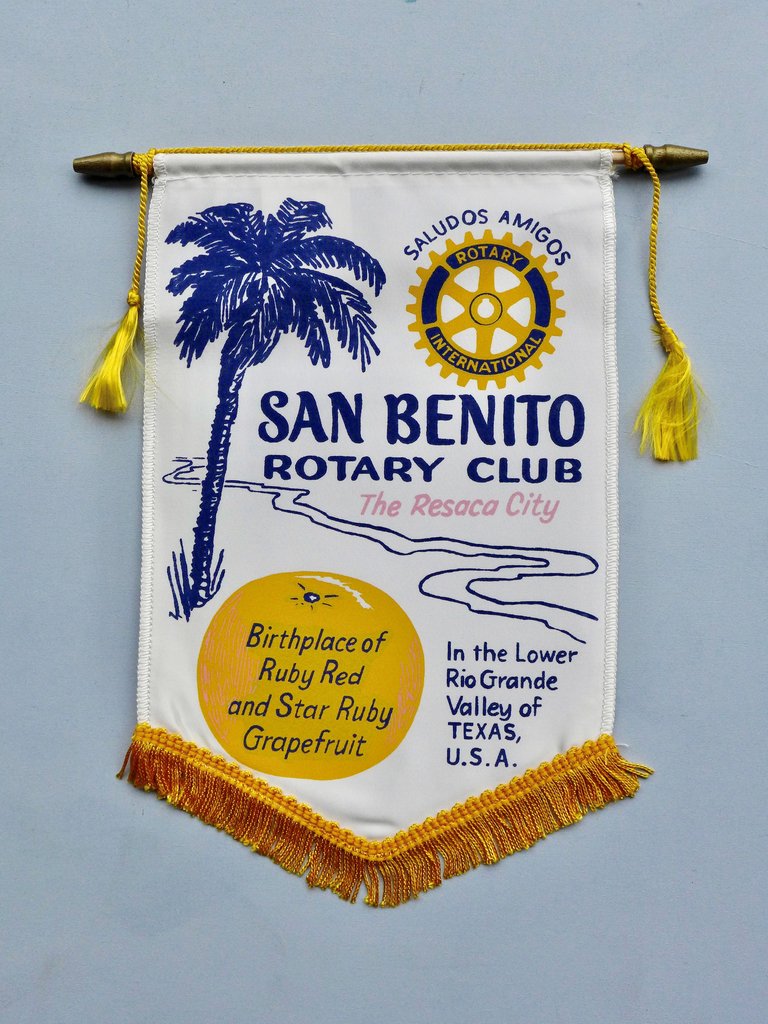 SALUDOS AMIGOS
ROTARY
INTERNATIONAL
SAN BENITO
ROTARY CLUB
The Resaca City
Birthplace of
Ruby Red
and Star Ruby
Grapefruit
In the Lower
Rio Grande
Valley of
TEXAS,
U.S.A.